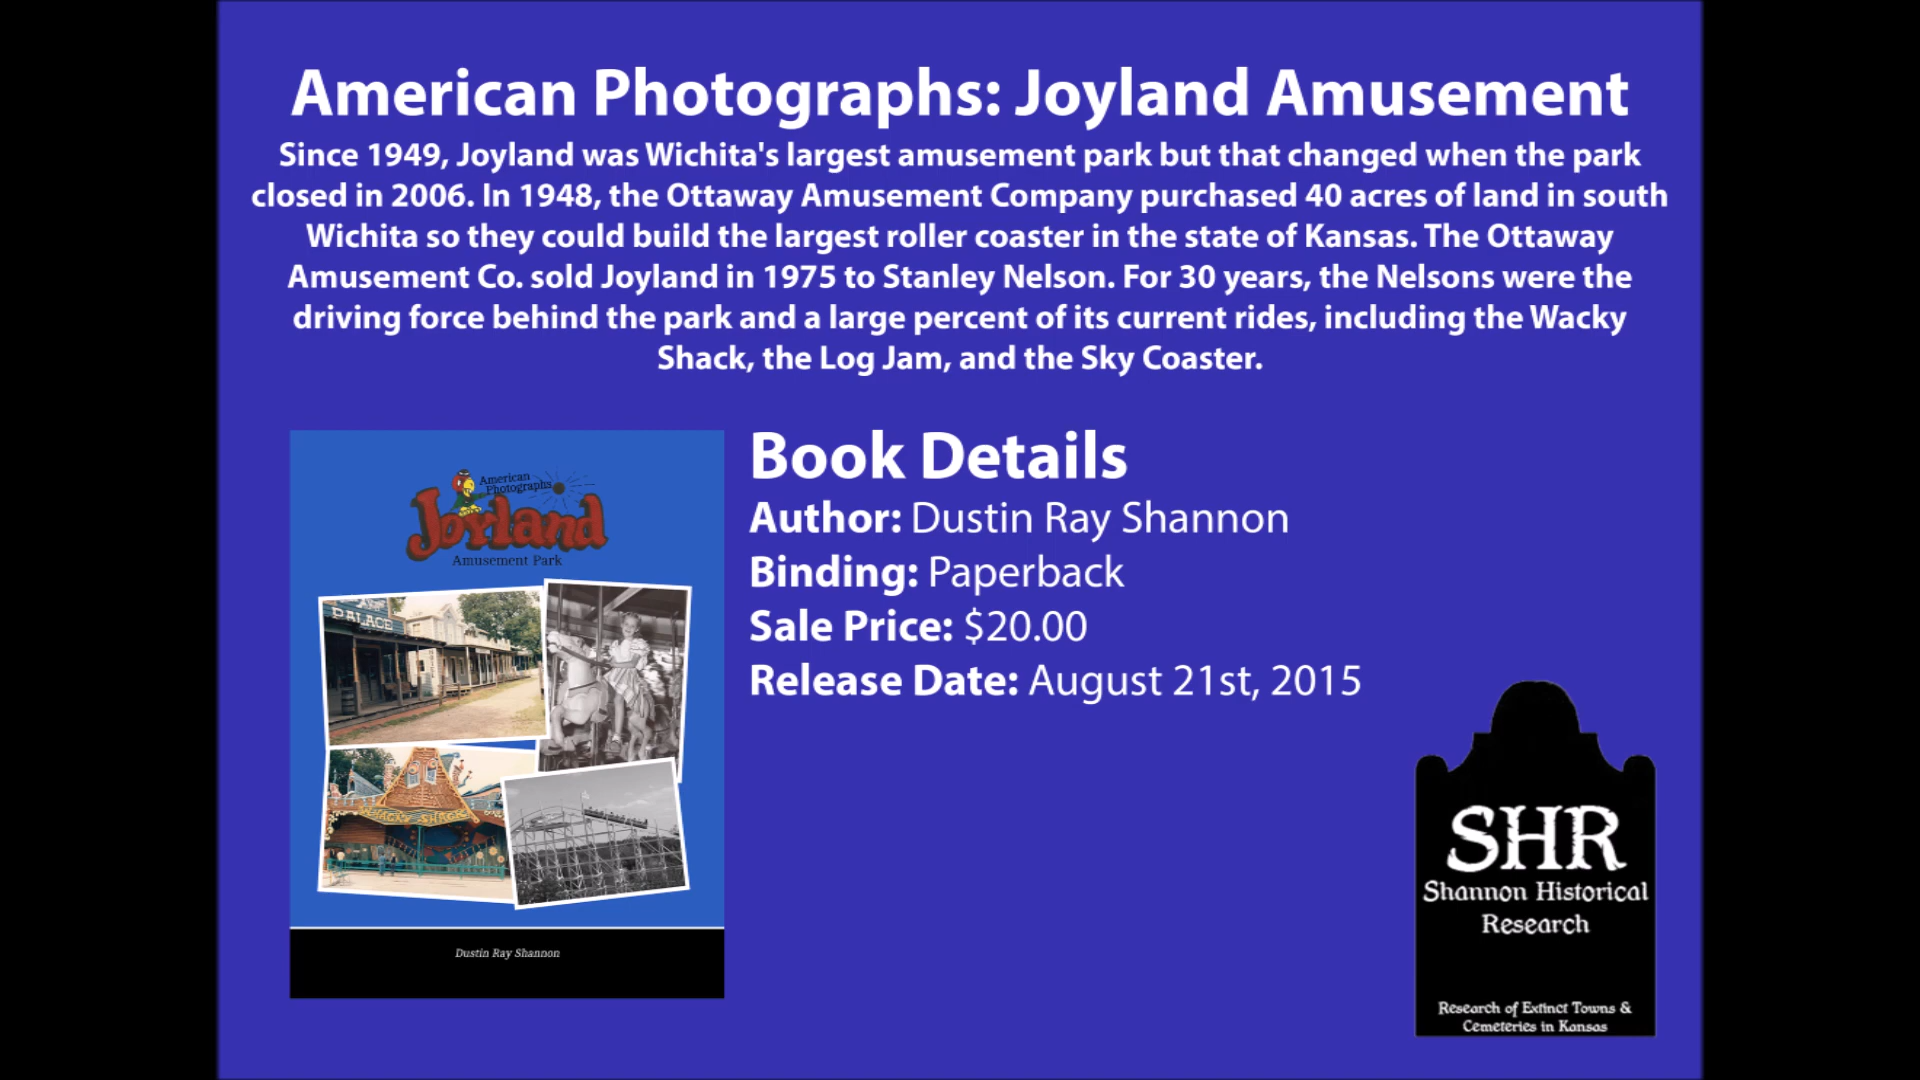 American Photographs: Joyland Amusement
Since 1949, Joyland was Wichita's largest amusement park but that changed when the park
closed in 2006. In 1948, the Ottaway Amusement Company purchased 40 acres of land in south
Wichita so they could build the largest roller coaster in the state of Kansas. The Ottaway
Amusement Co. sold Joyland in 1975 to Stanley Nelson. For 30 years, the Nelsons were the
driving force behind the park and a large percent of its current rides, including the Wacky
Shack, the Log Jam, and the Sky Coaster.
American
Photographs
Joyland
Amusement Park
PALACE
WACKY SHACK
Dustin Ray Shannon
Book Details
Author: Dustin Ray Shannon
Binding: Paperback
Sale Price: $20.00
Release Date: August 21st, 2015
SHR
Shannon Historical
Research
Research of Extinct Towns &
Cemeteries in Kansas